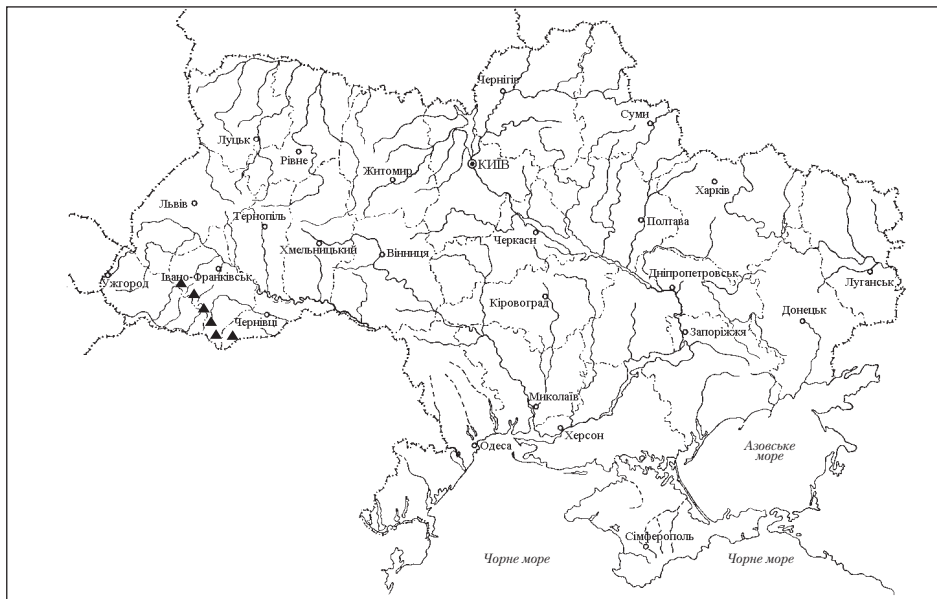 Чернігів
Суми
Луцьк
Рівне
КИЇВ
Житомир
Харків
Львів
Тернопіль
Полтава
Хмельницький
Вінниця
Черкаси
Ужгород
Івано-Франківськ
Дніпропетровськ
Луганськ
Кіровоград
Донецьк
Чернівці
Запоріжжя
Миколаїв
Херсон
Одеса
Азовське
море
Сімферополь
Чорне море
Чорне море